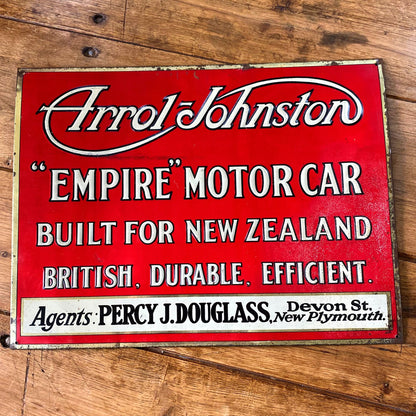 Arrol-Johnston
"EMPIRE" MOTOR CAR
BUILT FOR NEW ZEALAND
BRITISH, DURABLE, EFFICIENT.
Agents: PERCY J. DOUGLASS, Devon St. New Plymouth.